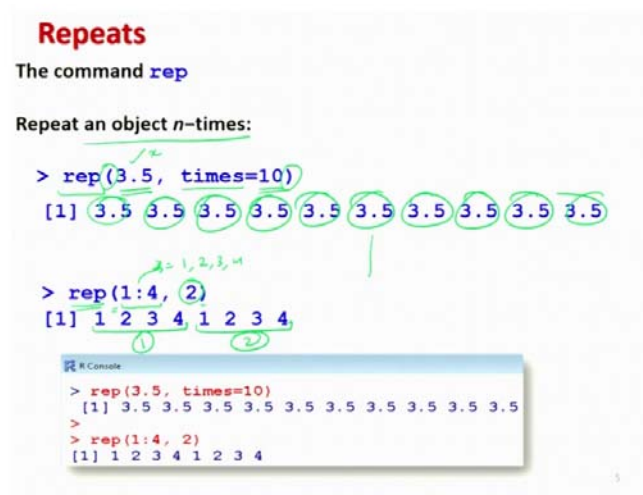 Repeats
The command rep
Repeat an object n−times:
x
> rep(3.5, times=10)
[1] 3.5 3.5 3.5 3.5 3.5 3.5 3.5 3.5 3.5 3.5
= 1, 2, 3, 4
> rep(1:4, 2)
[1] 1 2 3 4 1 2 3 4
1 2
R Console
> rep(3.5, times=10)
[1] 3.5 3.5 3.5 3.5 3.5 3.5 3.5 3.5 3.5 3.5
>
> rep(1:4, 2)
[1] 1 2 3 4 1 2 3 4
5